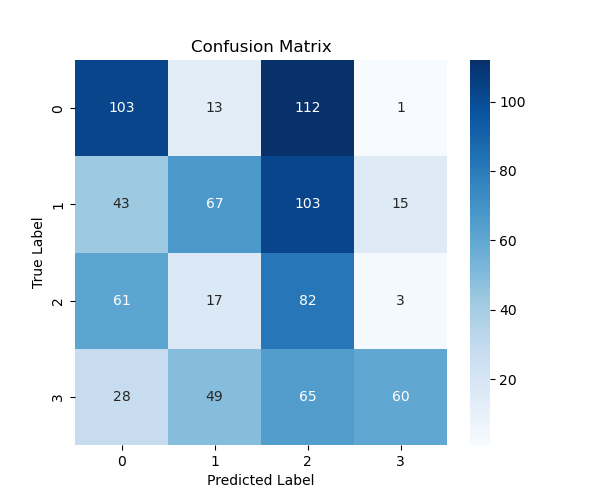 Confusion Matrix
0 103 13 112 1
1 43 67 103 15
2 61 17 82 3
3 28 49 65 60
0 1 2 3
True Label
Predicted Label
100
80
60
40
20